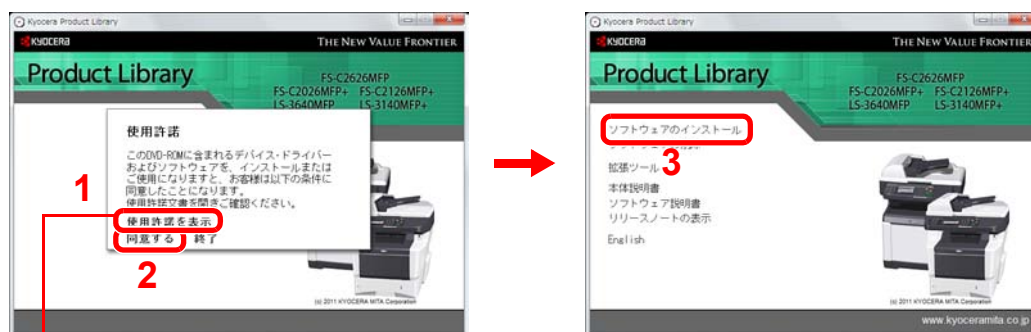 Kyocera Product Library
KYOCERA
THE NEW VALUE FRONTIER
Product Library
FS-C2626MFP
FS-C2026MFP+ FS-C2126MFP+
LS-3640MFP LS-3140MFP+
使用許諾
このDVD-ROMに含まれるデバイス・ドライバー
およびソフトウェアを、インストールまたは
ご使用になりますと、お客様は以下の条件に
同意したことになります。
使用許諾文書を開きご確認ください。
1
使用許諾を表示
同意する 終了
2
(c) 2011 KYOCERA MITA Corporation
Kyocera Product Library
KYOCERA
THE NEW VALUE FRONTIER
Product Library
FS-C2626MFP
FS-C2026MFP+ FS-C2126MFP+
LS-3640MFP LS-3140MFP+
ソフトウェアのインストール
3
拡張ツール
本体説明書
ソフトウェア説明書
リリースノートの表示
English
(c) 2011 KYOCERA MITA Corporation
www.kyoceramita.co.jp